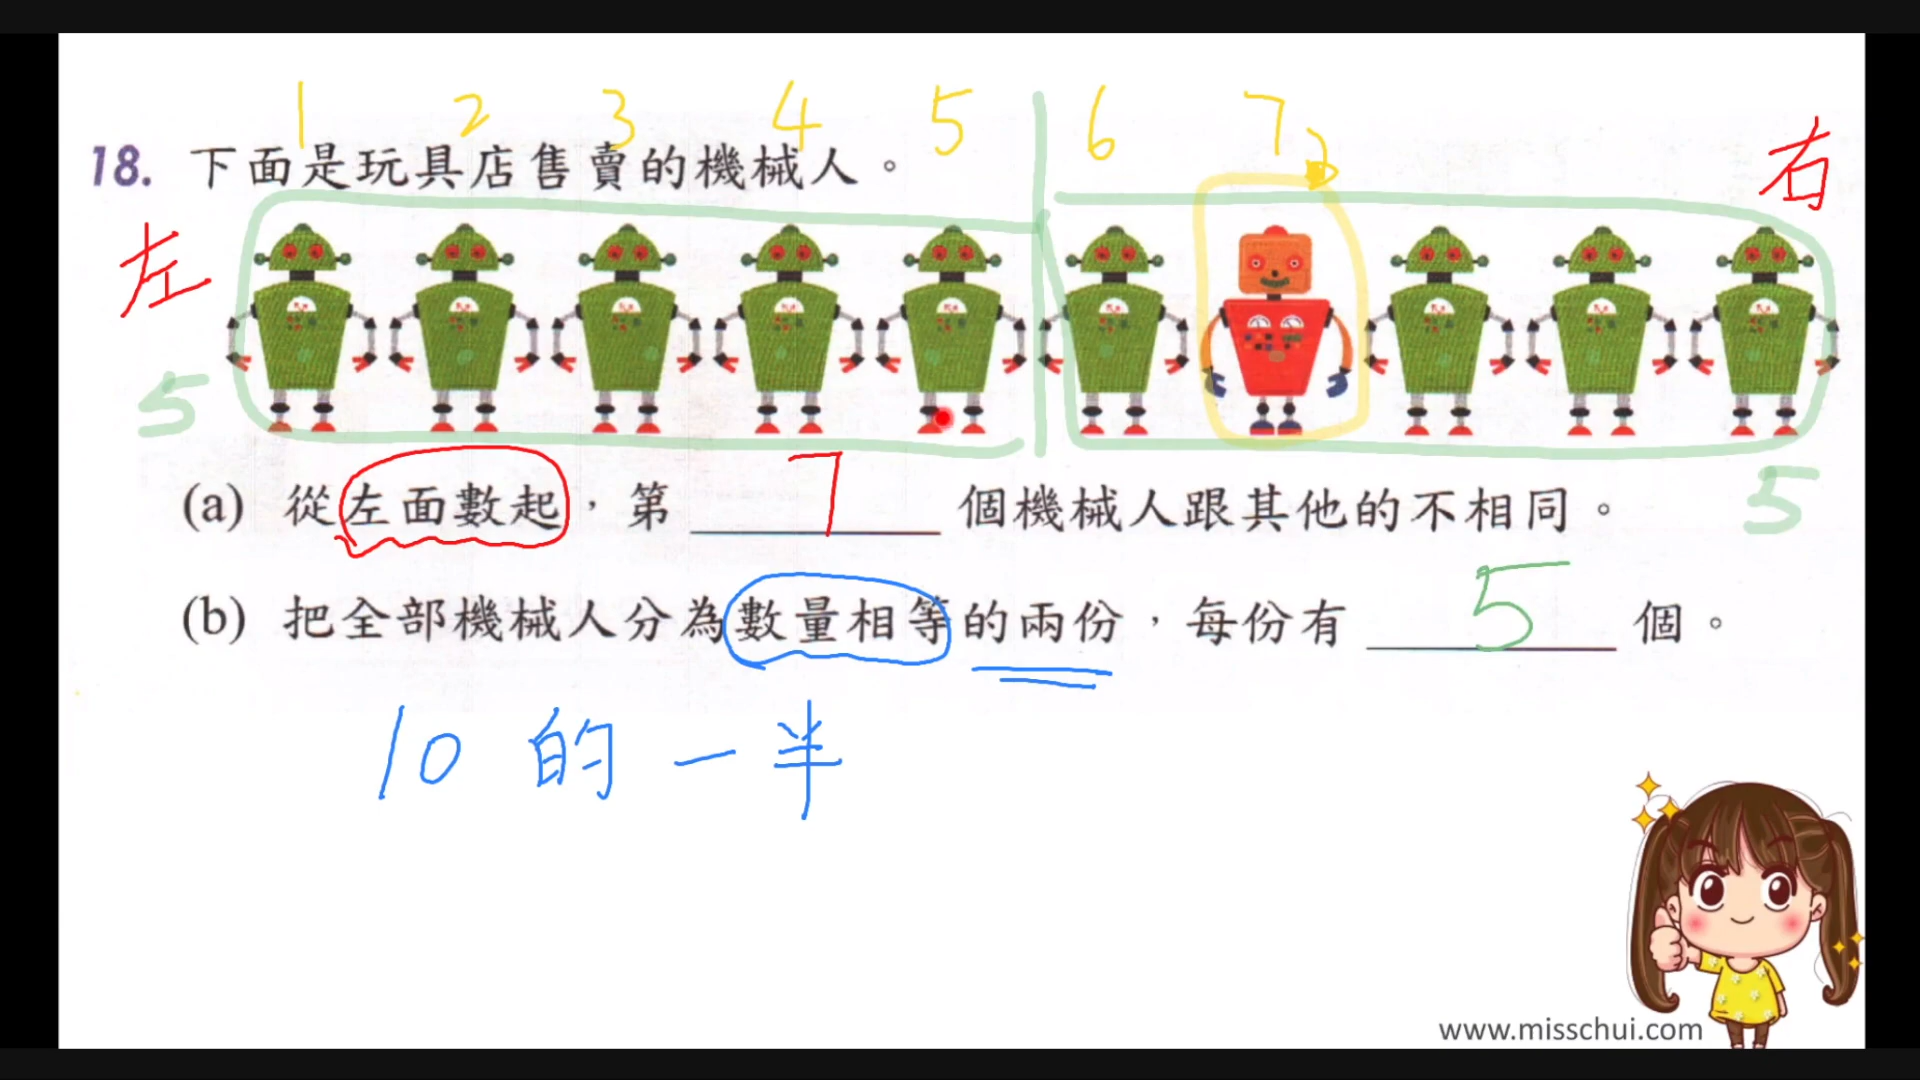 1 2 3 4 5 6 7
18. 下面是玩具店售賣的機械人。
右
左
5
5
(a) 從左面數起，第 7 個機械人跟其他的不相同。
(b) 把全部機械人分為數量相等的兩份，每份有 5 個。
10 的一半
www.misschui.com